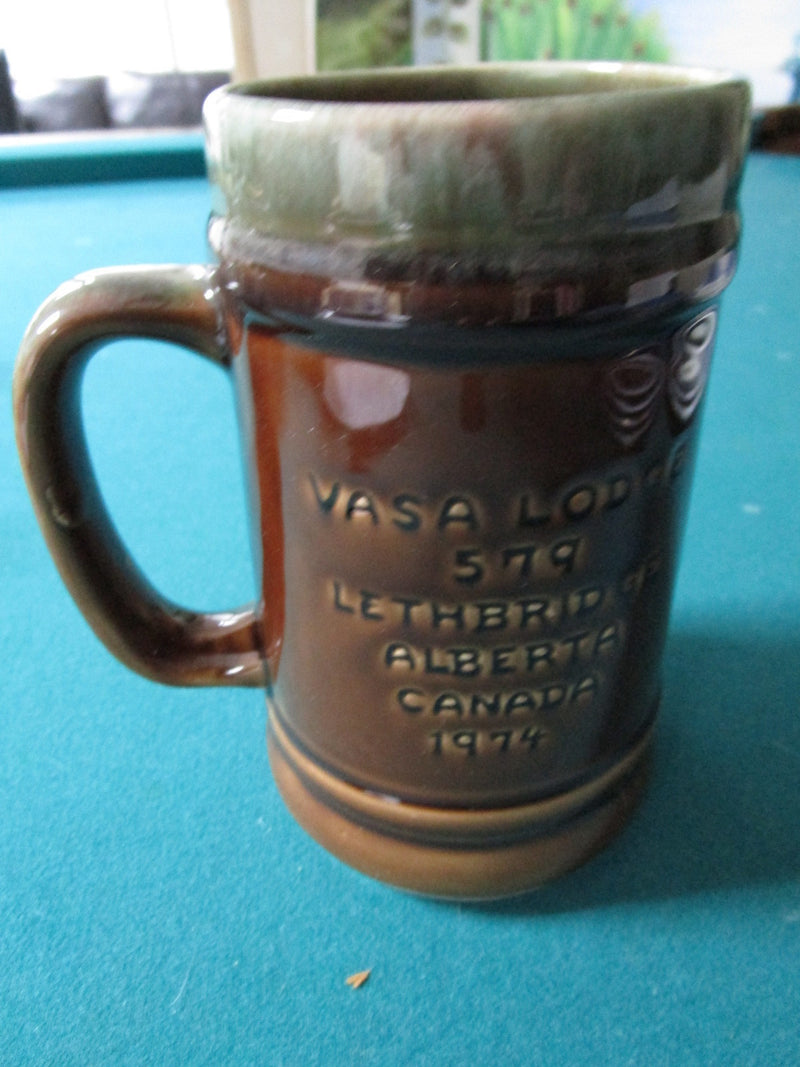 VASA LODGE
579
LETHBRIDGE
ALBERTA
CANADA
1974